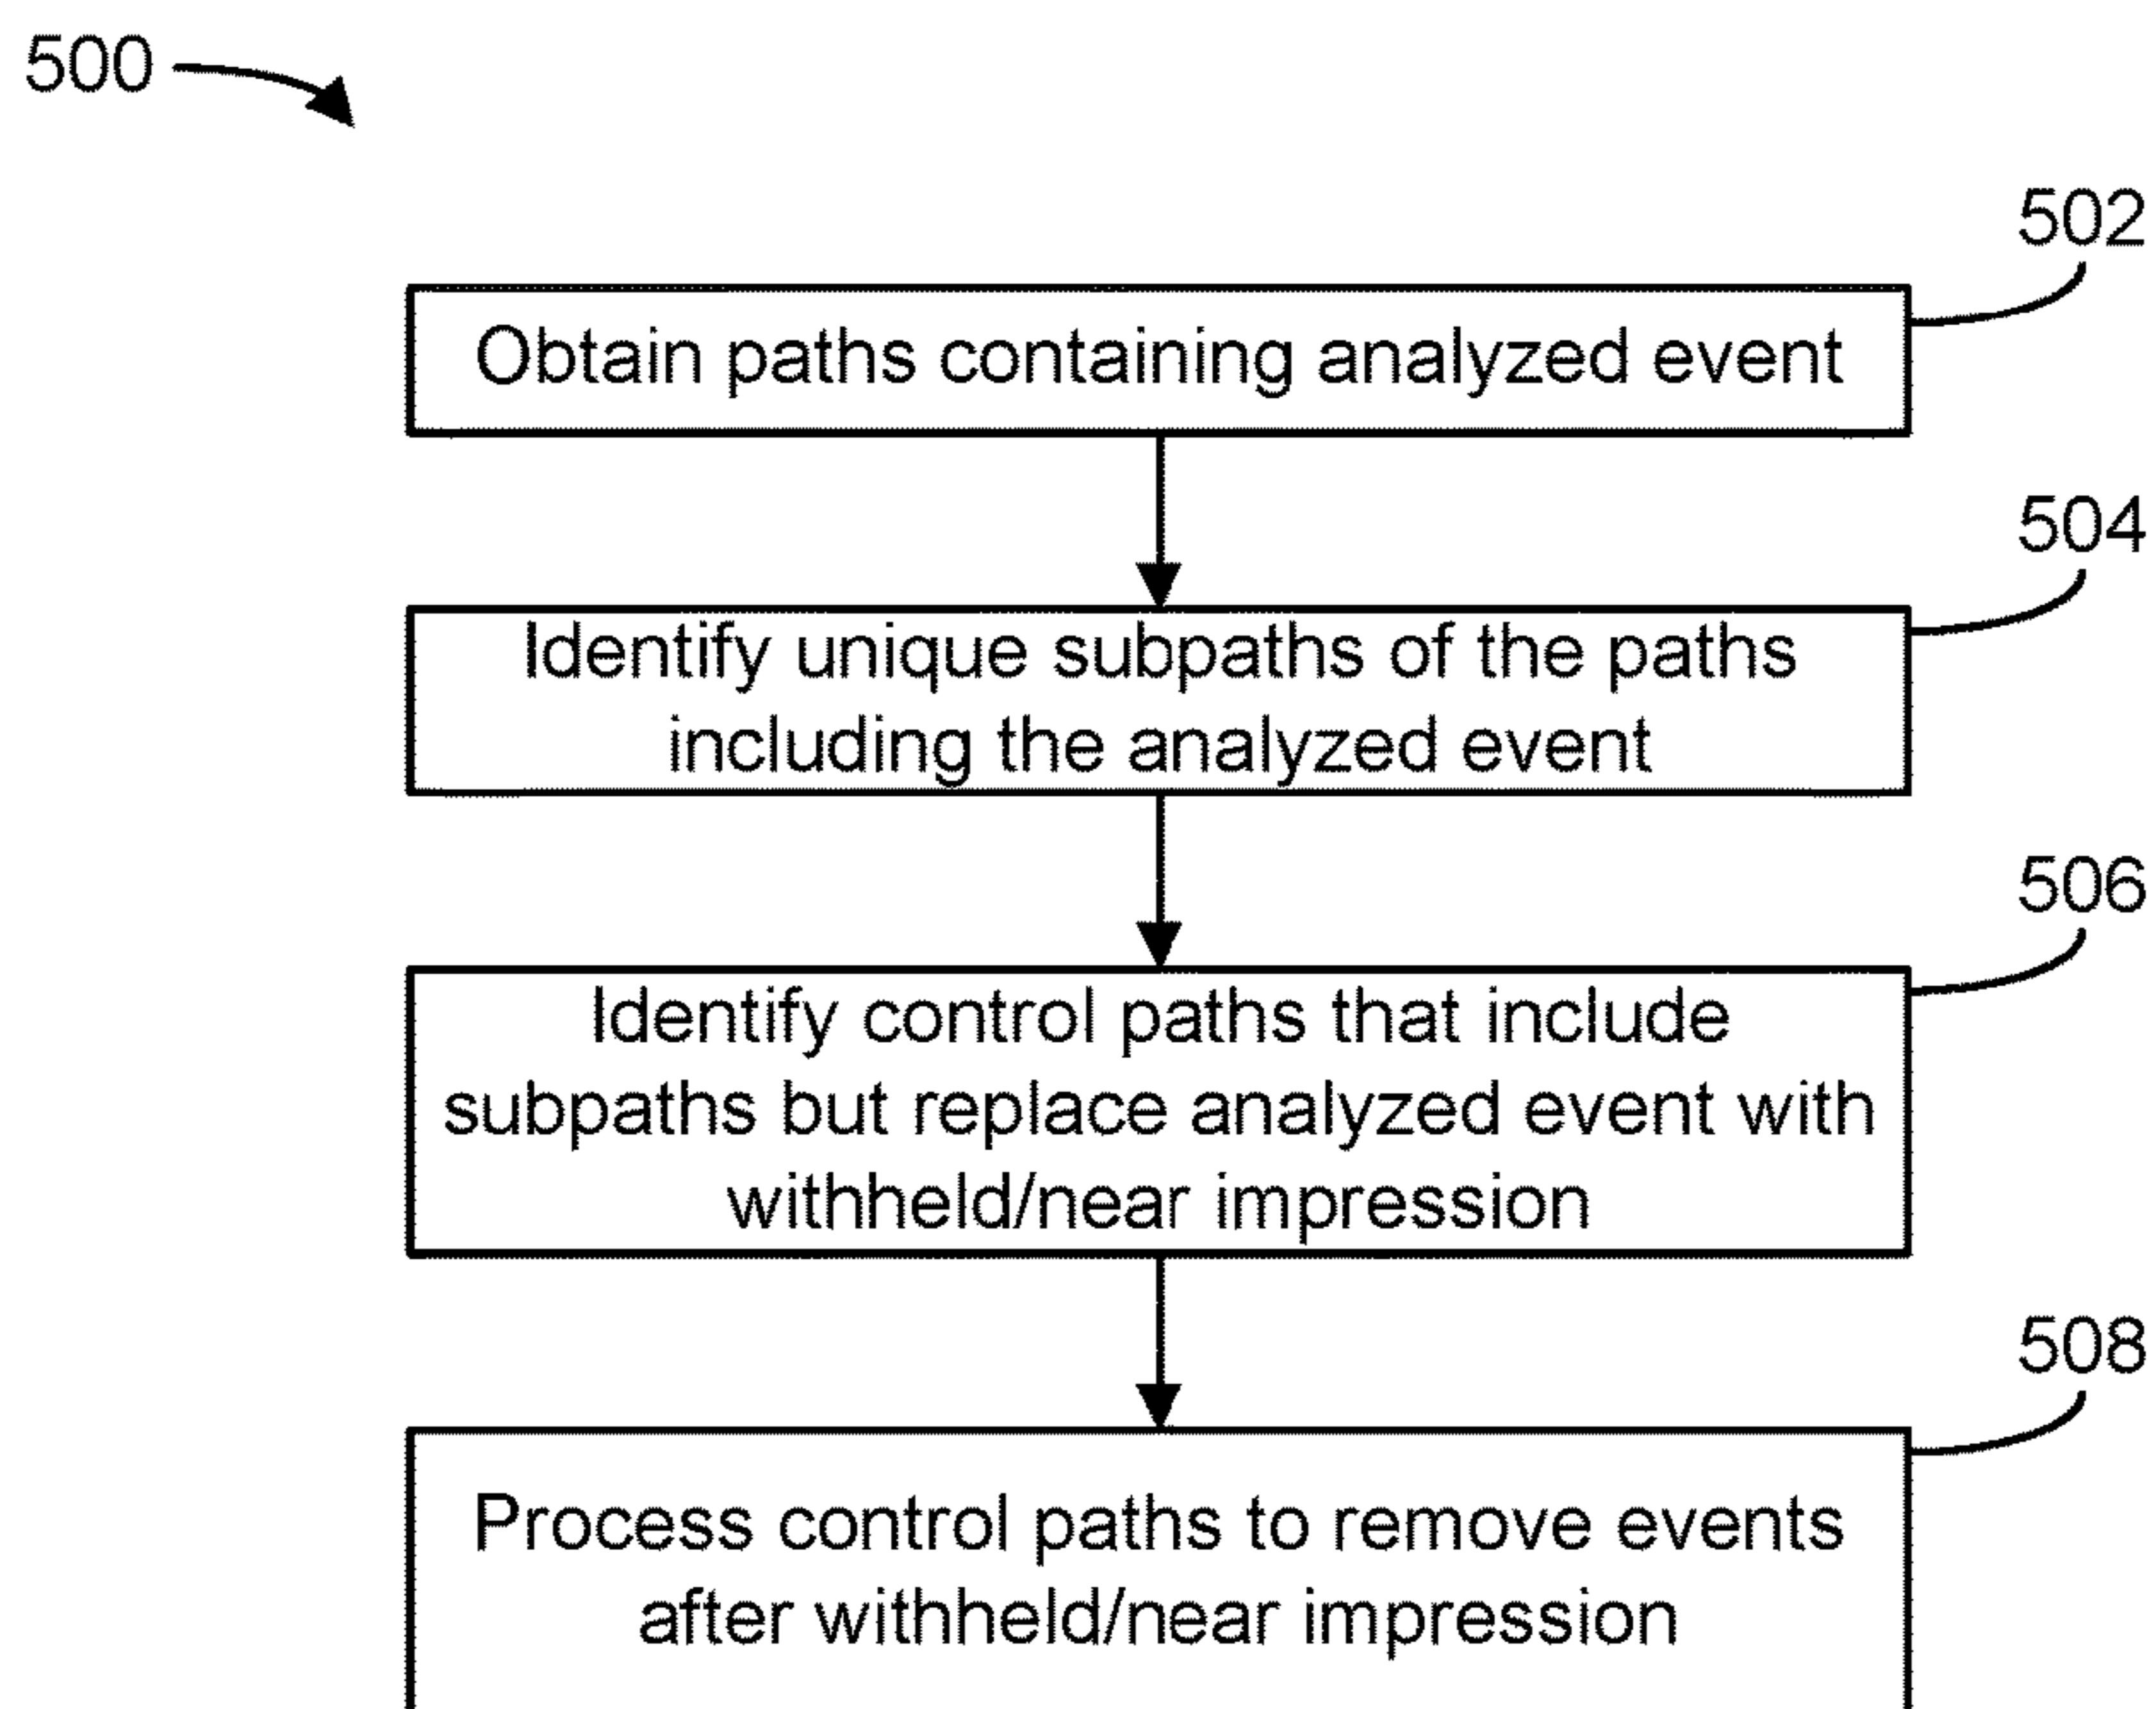 500
502
Obtain paths containing analyzed event
504
Identify unique subpaths of the paths
including the analyzed event
506
Identify control paths that include
subpaths but replace analyzed event with
withheld/near impression
508
Process control paths to remove events
after withheld/near impression